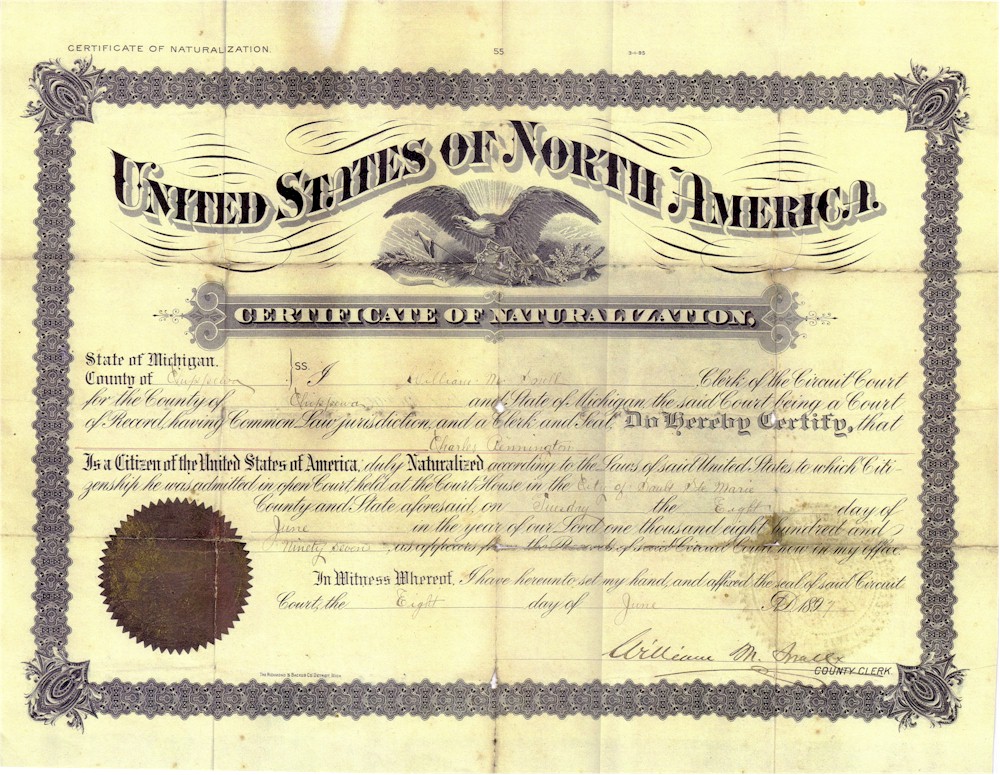 CERTIFICATE OF NATURALIZATION. 55
UNITED STATES OF NORTH AMERICA.
CERTIFICATE OF NATURALIZATION,
State of Michigan.
County of Chippewa } SS. I William M. Snell Clerk of the Circuit Court
for the County of Chippewa and State of Michigan the said Court being a Court
of Record, having Common Law jurisdiction, and a Clerk and Seal, Do Hereby Certify, that
Charles Pennington
Is a Citizen of the United States of America, duly Naturalized according to the Laws of said United States to which Citi-
zenship he was admitted in open Court, held at the Court House, in the City of Sault Ste Marie
County and State aforesaid, on Tuesday the Eight day of
June in the year of our Lord one thousand eight hundred and
Ninety seven, as appears from the Records of said Circuit Court now in my office.
In Witness Whereof, I have hereunto set my hand, and affixed the seal of said Circuit
Court, the Eight day of June A.D. 1897
William M. Snell
COUNTY CLERK.
THE RICHMOND & BACKUS CO. DETROIT, MICH.